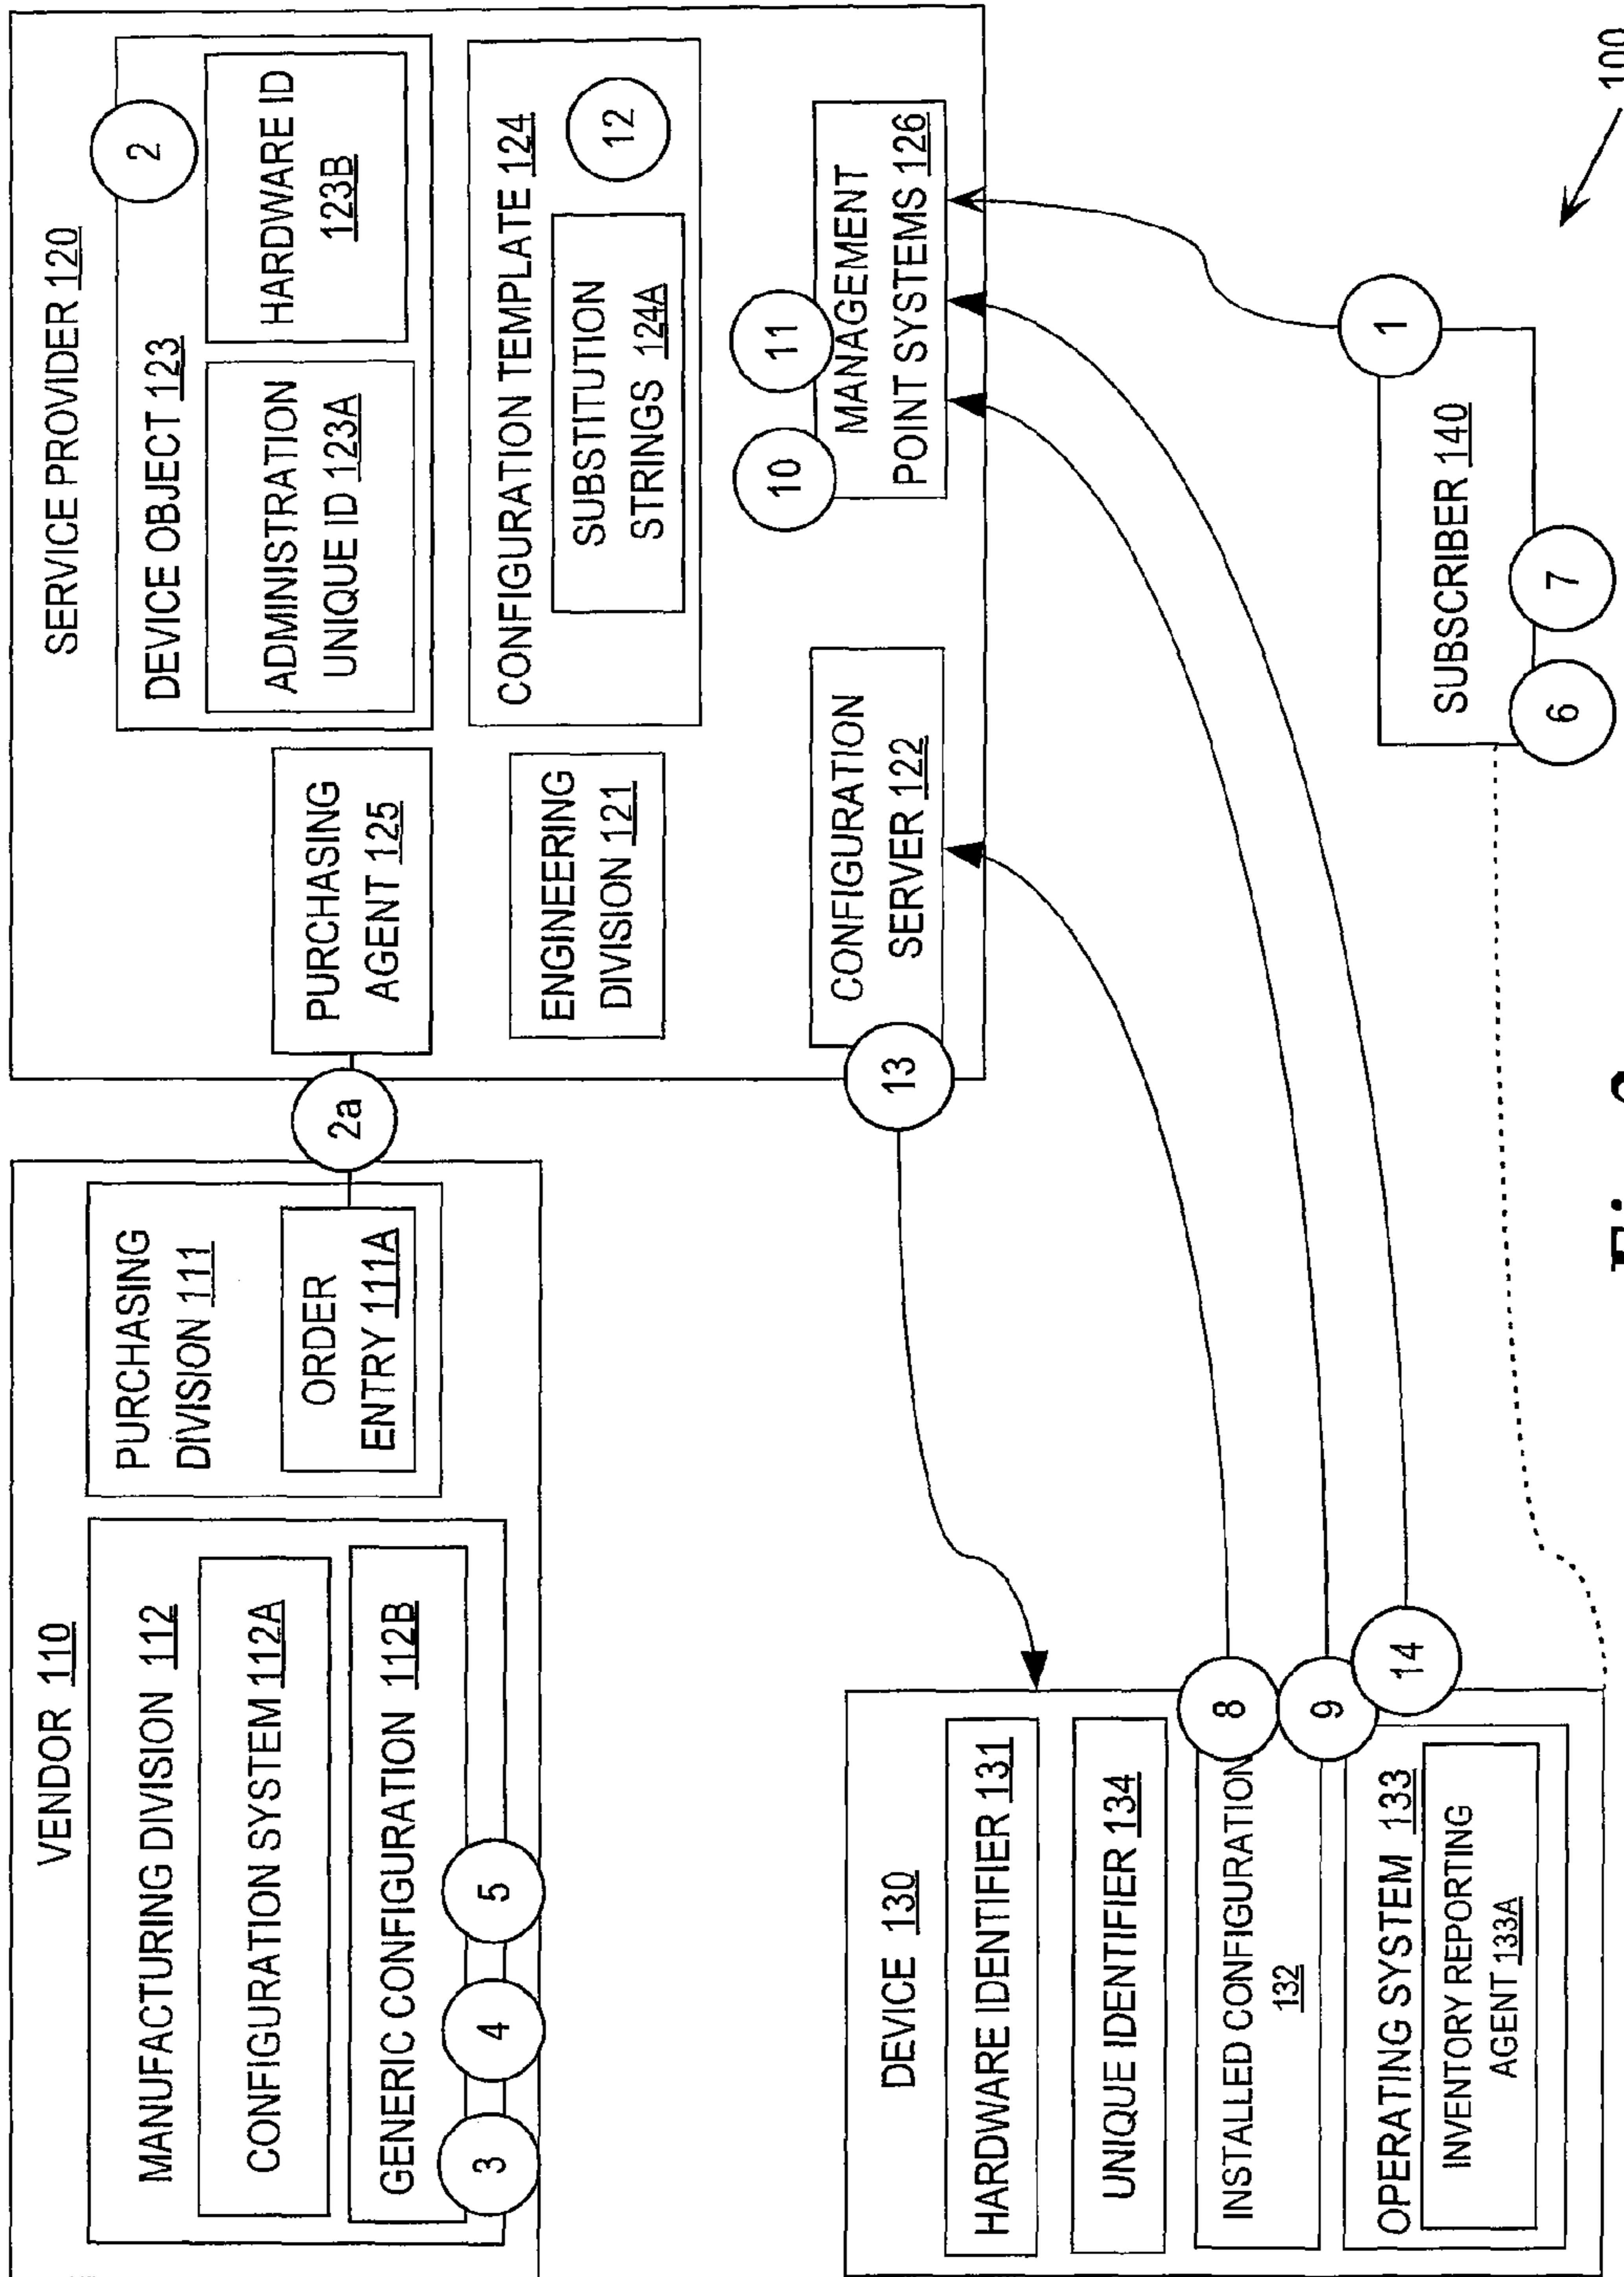 VENDOR 110
MANUFACTURING DIVISION 112
CONFIGURATION SYSTEM 112A
GENERIC CONFIGURATION 112B
3
4
5
PURCHASING
DIVISION 111
ORDER
ENTRY 111A
2a
SERVICE PROVIDER 120
PURCHASING
AGENT 125
DEVICE OBJECT 123
2
ADMINISTRATION
UNIQUE ID 123A
HARDWARE ID
123B
ENGINEERING
DIVISION 121
CONFIGURATION TEMPLATE 124
SUBSTITUTION
STRINGS 124A
12
CONFIGURATION
SERVER 122
13
10
11
MANAGEMENT
POINT SYSTEMS 126
DEVICE 130
HARDWARE IDENTIFIER 131
UNIQUE IDENTIFIER 134
INSTALLED CONFIGURATION
132
OPERATING SYSTEM 133
INVENTORY REPORTING
AGENT 133A
8
9
14
SUBSCRIBER 140
1
6
7
100